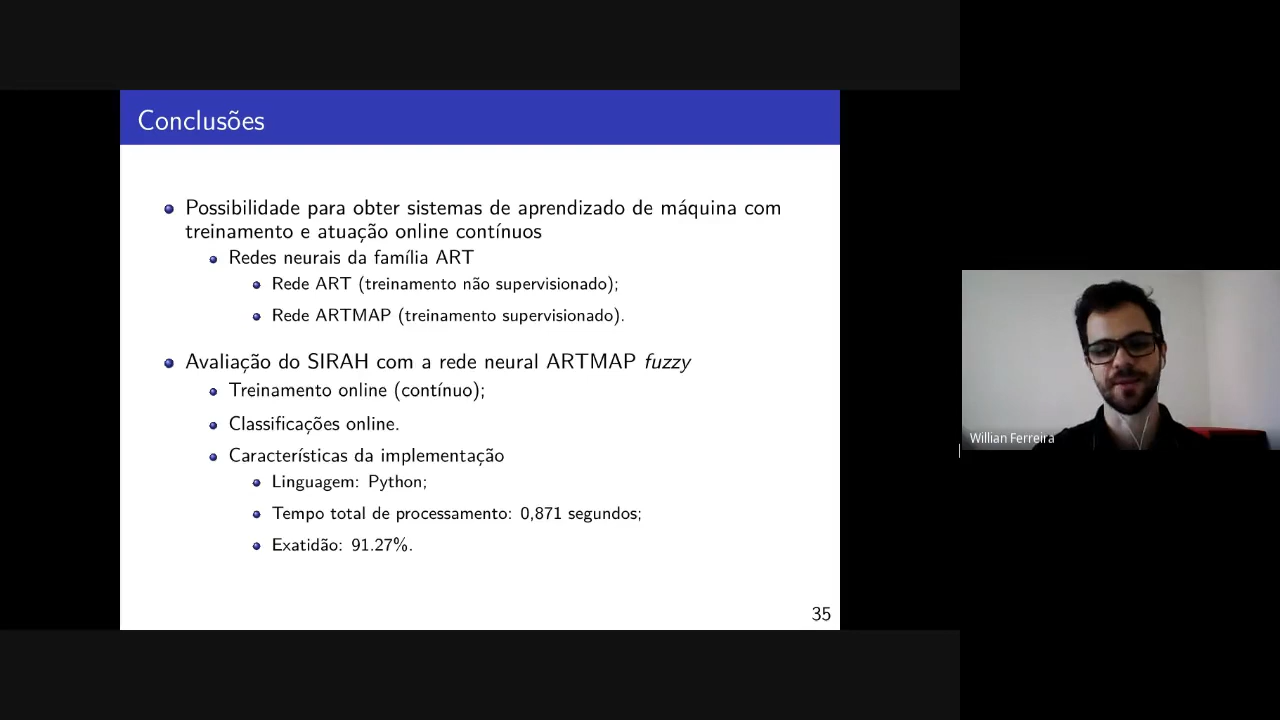 Conclusões
Possibilidade para obter sistemas de aprendizado de máquina com
treinamento e atuação online contínuos
Redes neurais da família ART
Rede ART (treinamento não supervisionado);
Rede ARTMAP (treinamento supervisionado).
Avaliação do SIRAH com a rede neural ARTMAP fuzzy
Treinamento online (contínuo);
Classificações online.
Características da implementação
Linguagem: Python;
Tempo total de processamento: 0,871 segundos;
Exatidão: 91.27%.
35
Willian Ferreira